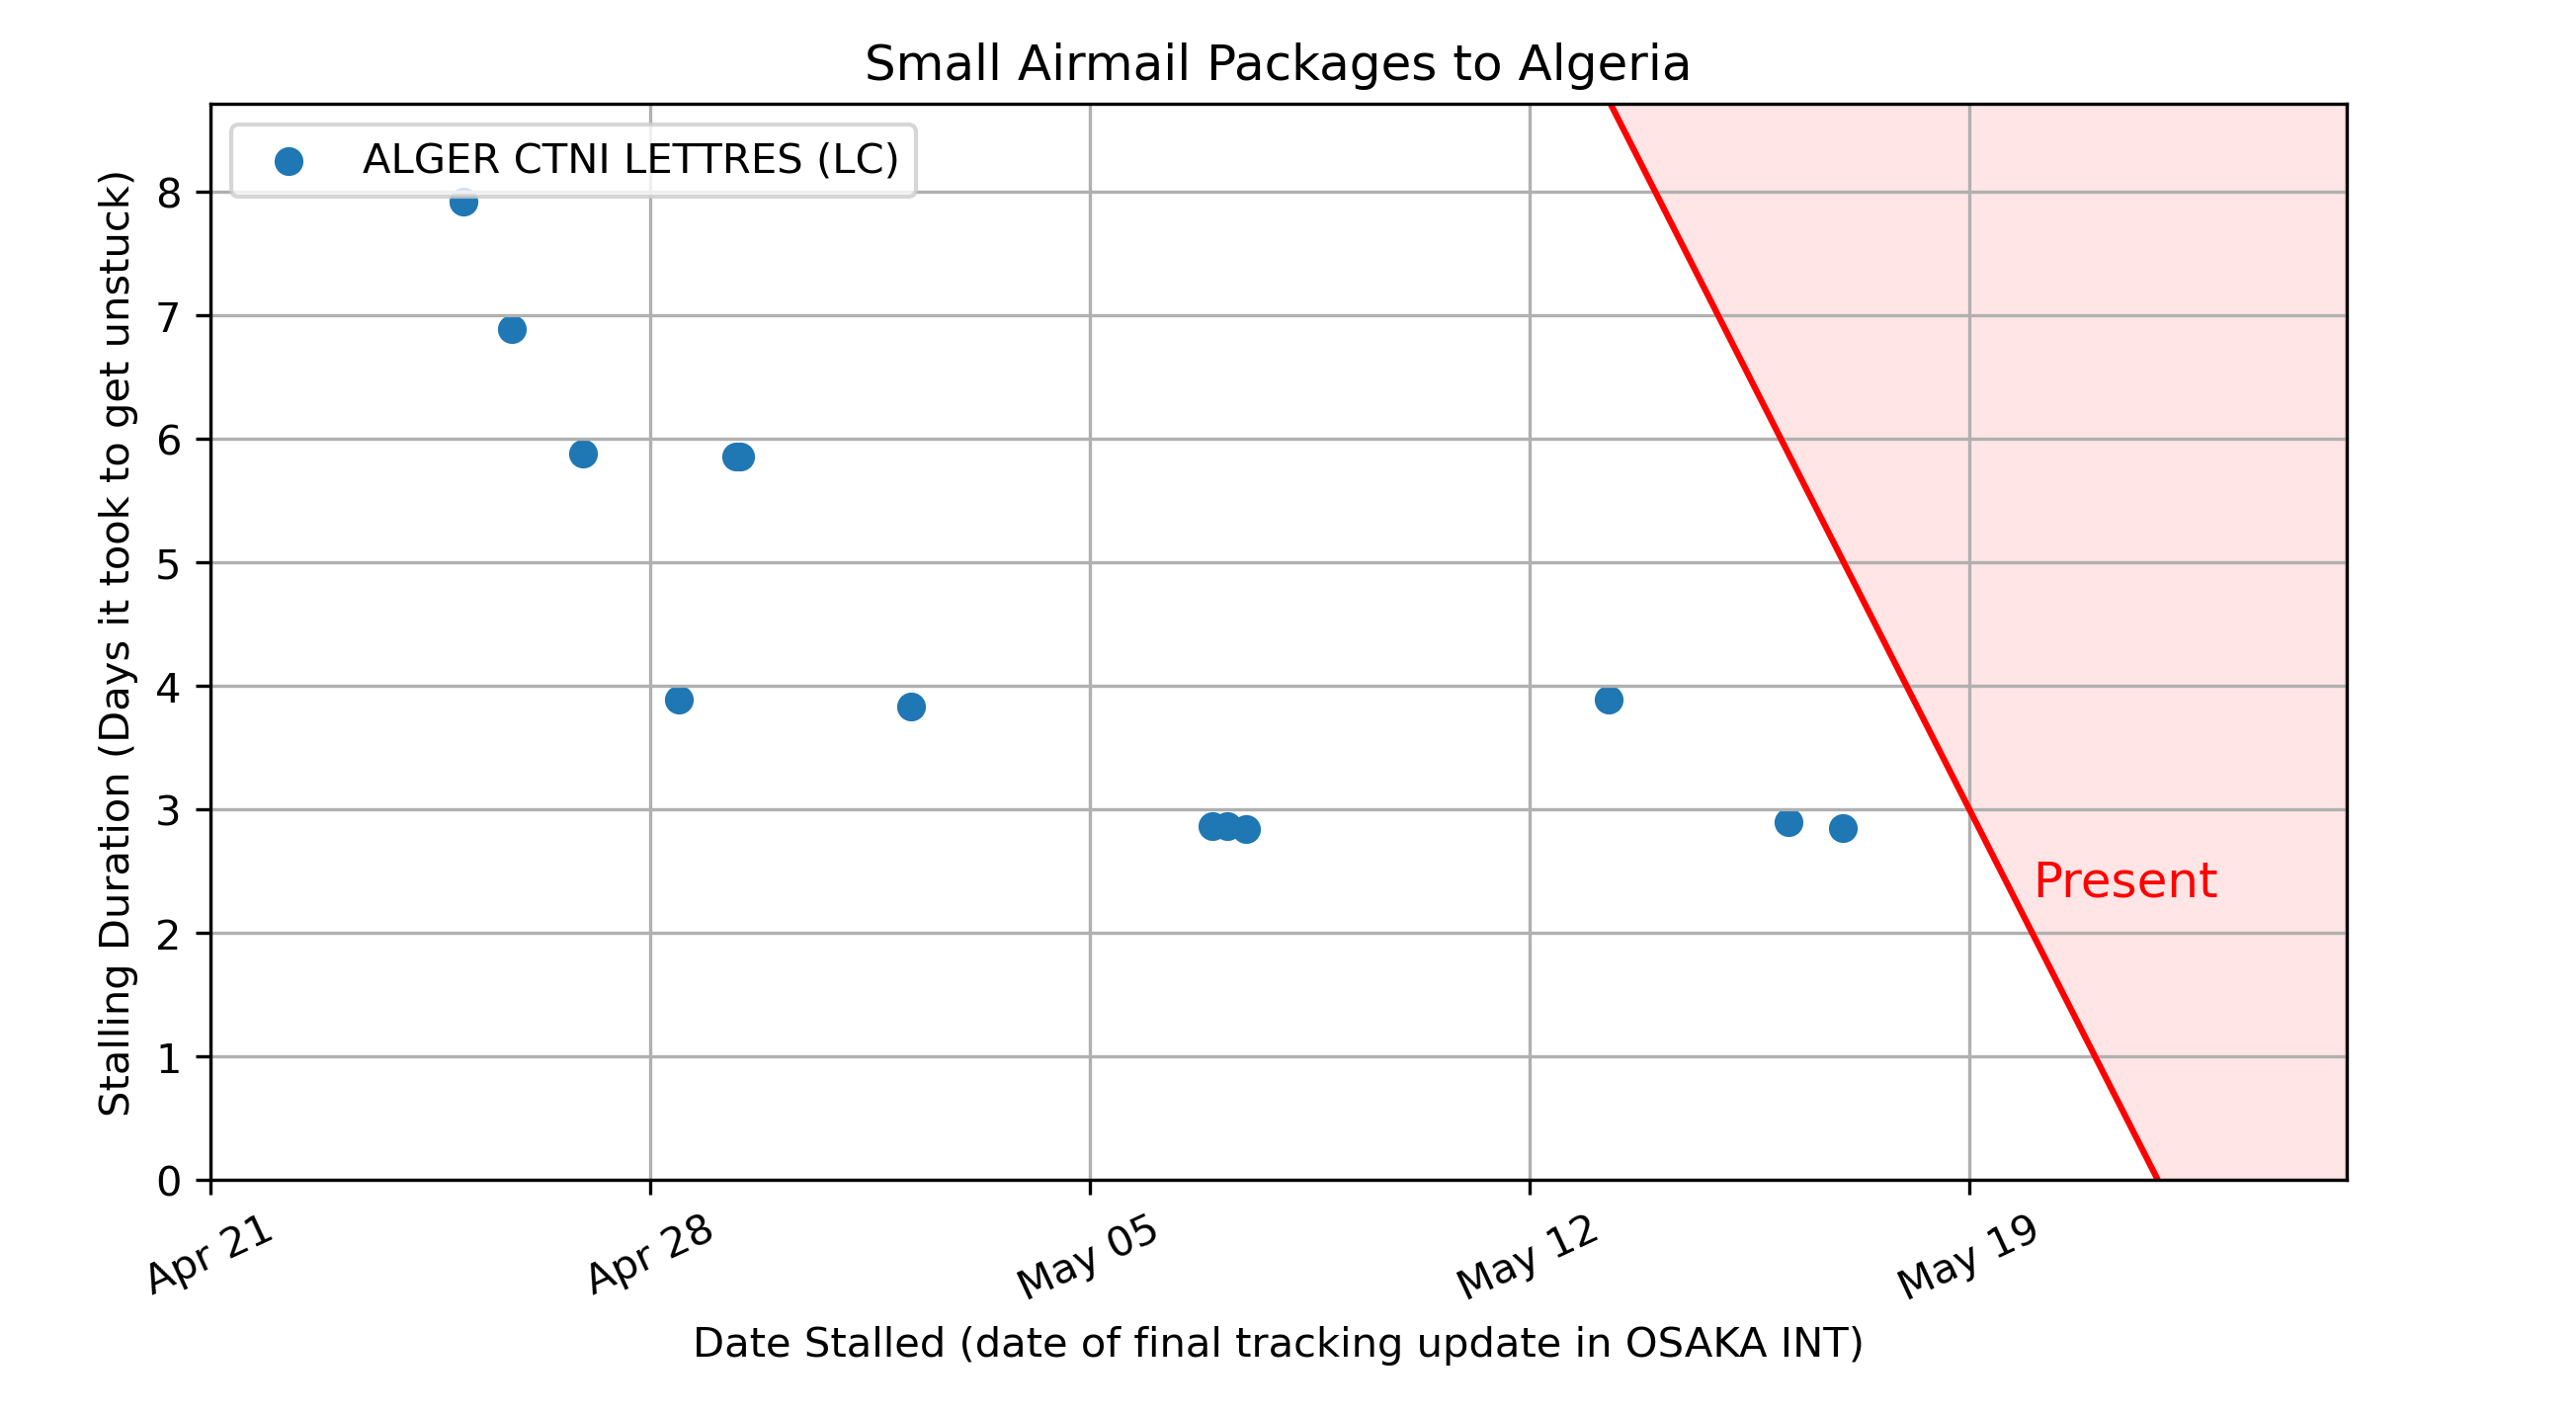 Small Airmail Packages to Algeria
ALGER CTNI LETTRES (LC)
Stalling Duration (Days it took to get unstuck)
8
7
6
5
4
3
2
1
0
Present
Apr 21
Apr 28
May 05
May 12
May 19
Date Stalled (date of final tracking update in OSAKA INT)